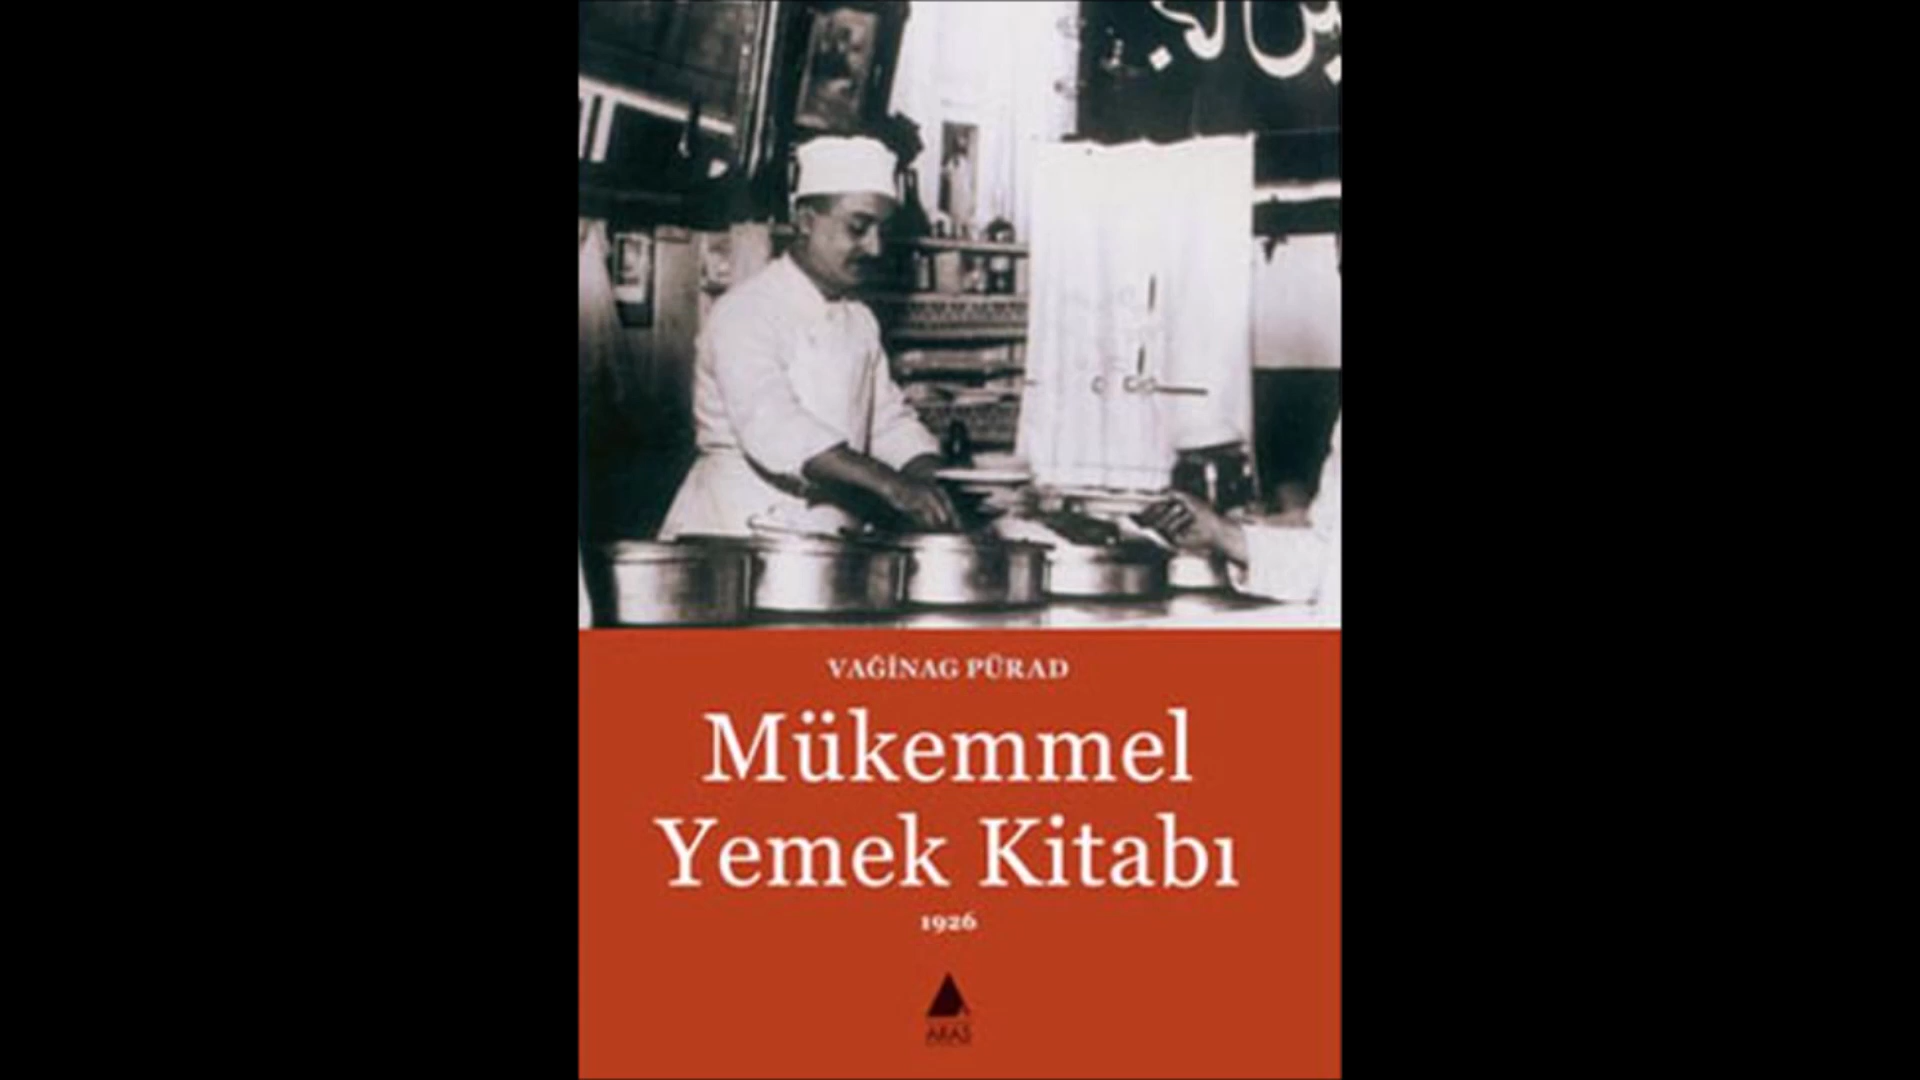 VAĞİNAG PÜRAD
Mükemmel
Yemek Kitabı
1926
ARAS